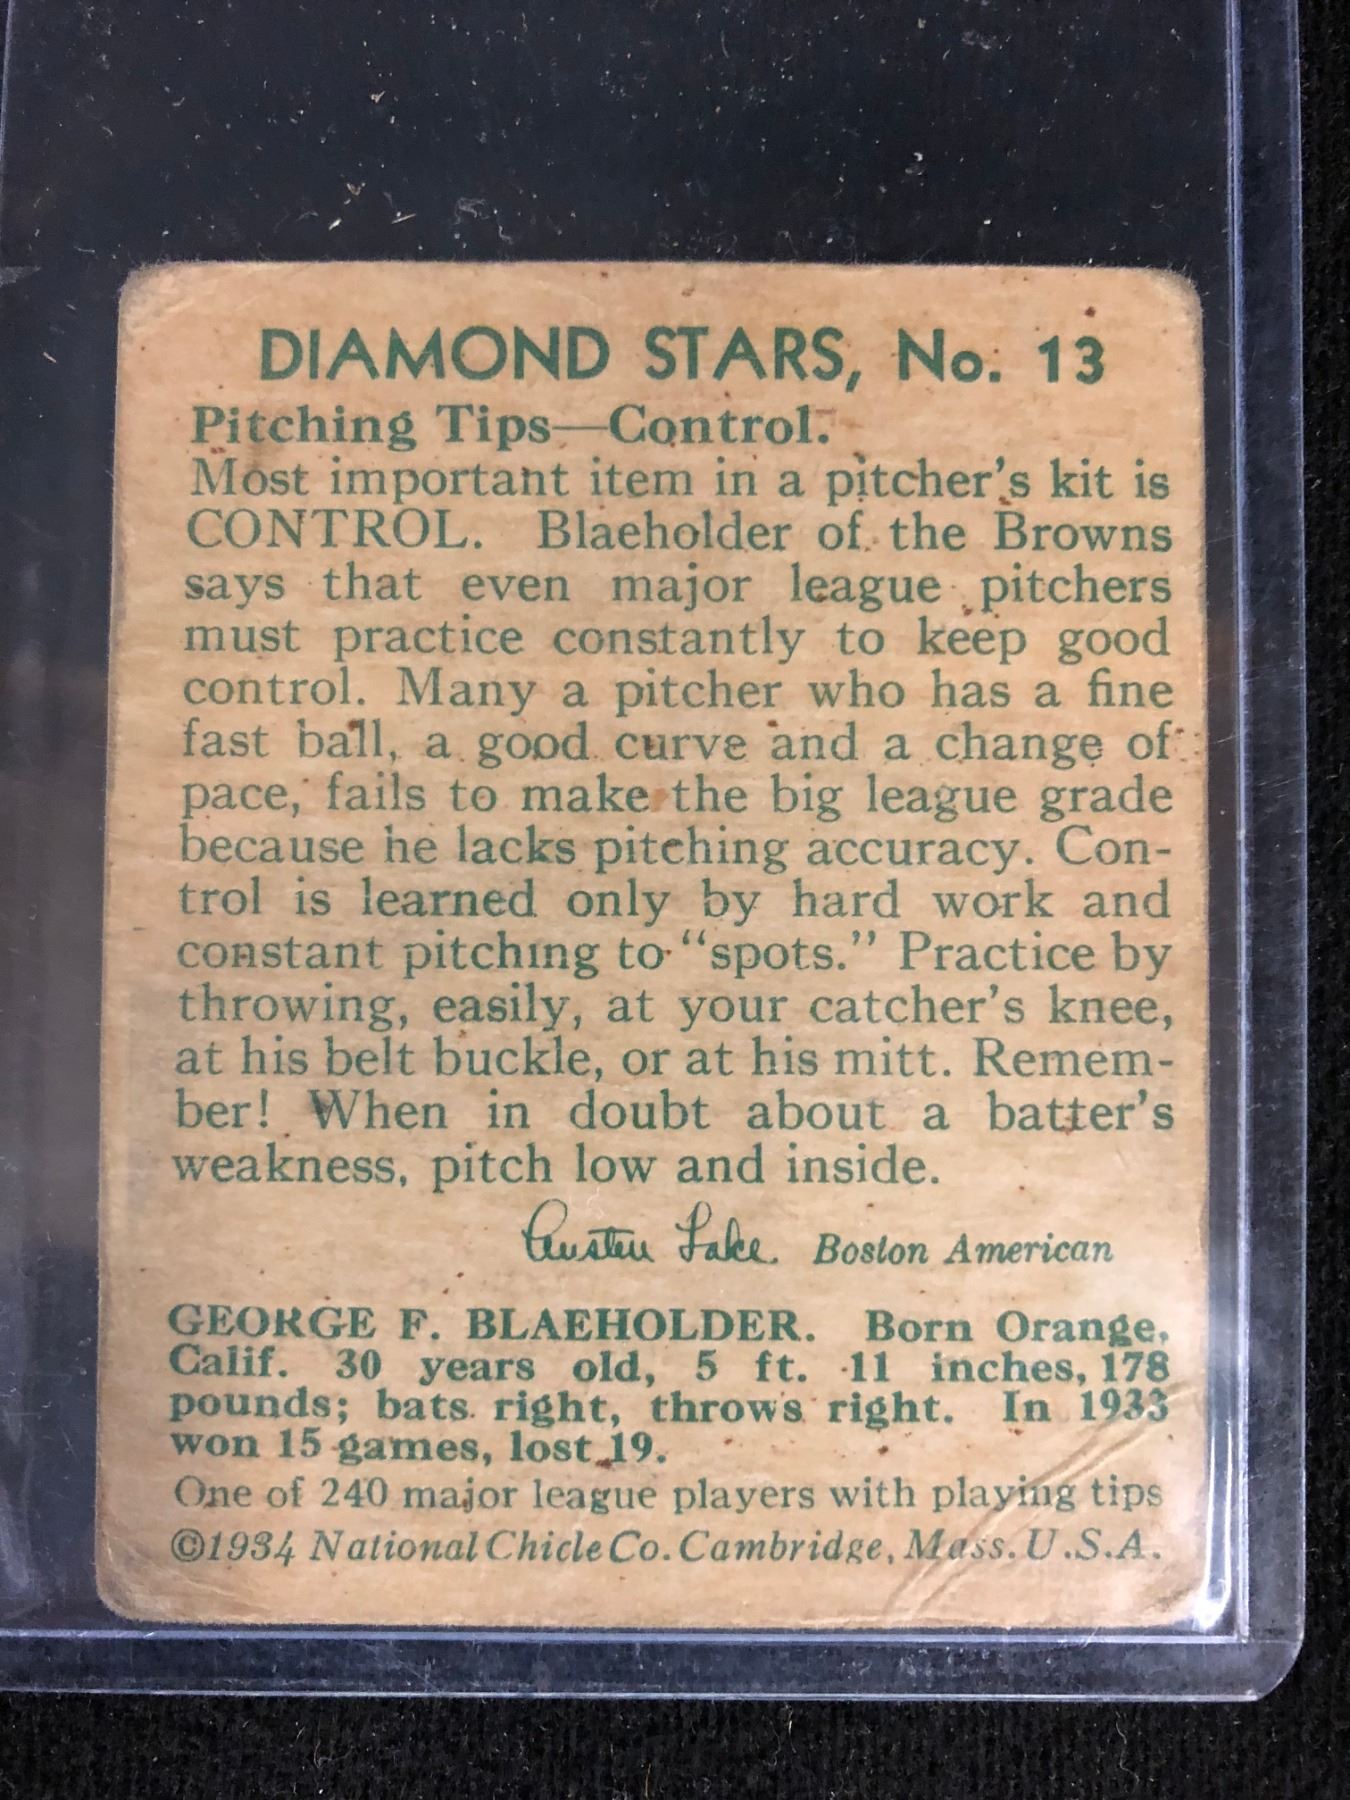 DIAMOND STARS, No. 13
Pitching Tips—Control.
Most important item in a pitcher's kit is
CONTROL. Blaeholder of the Browns
says that even major league pitchers
must practice constantly to keep good
control. Many a pitcher who has a fine
fast ball, a good curve and a change of
pace, fails to make the big league grade
because he lacks pitching accuracy. Con-
trol is learned only by hard work and
constant pitching to "spots." Practice by
throwing, easily, at your catcher's knee,
at his belt buckle, or at his mitt. Remem-
ber! When in doubt about a batter's
weakness, pitch low and inside.
Austen Lake. Boston American
GEORGE F. BLAEHOLDER. Born Orange,
Calif. 30 years old, 5 ft. 11 inches, 178
pounds; bats right, throws right. In 1933
won 15 games, lost 19.
One of 240 major league players with playing tips
©1934 National Chicle Co. Cambridge, Mass. U.S.A.